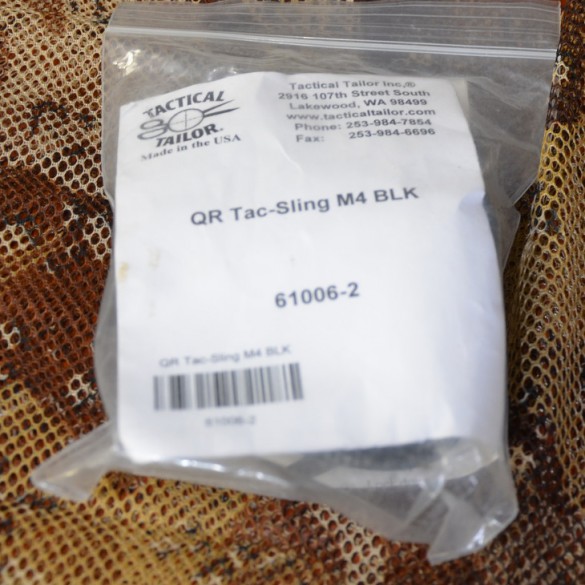 TACTICAL
TAILOR.
Made in the USA
Tactical Tailor Inc,®
2916 107th Street South
Lakewood, WA 98499
www.tacticaltailor.com
Phone: 253-984-7854
Fax: 253-984-6696
QR Tac-Sling M4 BLK
61006-2
QR Tac-Sling M4 BLK
61006-2